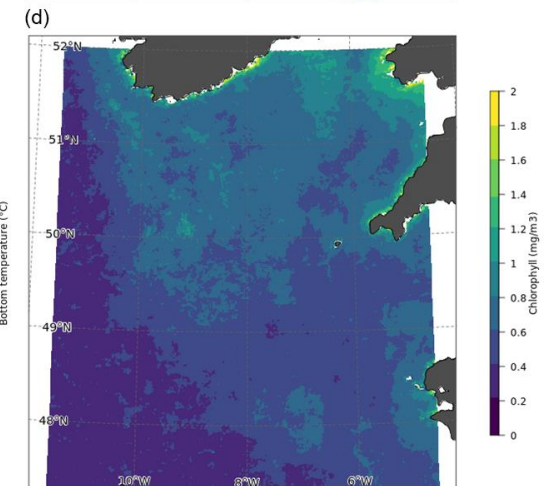 (d)
52°N
51°N
50°N
49°N
48°N
10°W 8°W 6°W
Bottom temperature (°C)
2
1.8
1.6
1.4
1.2
1
0.8
0.6
0.4
0.2
0
Chlorophyll (mg/m3)